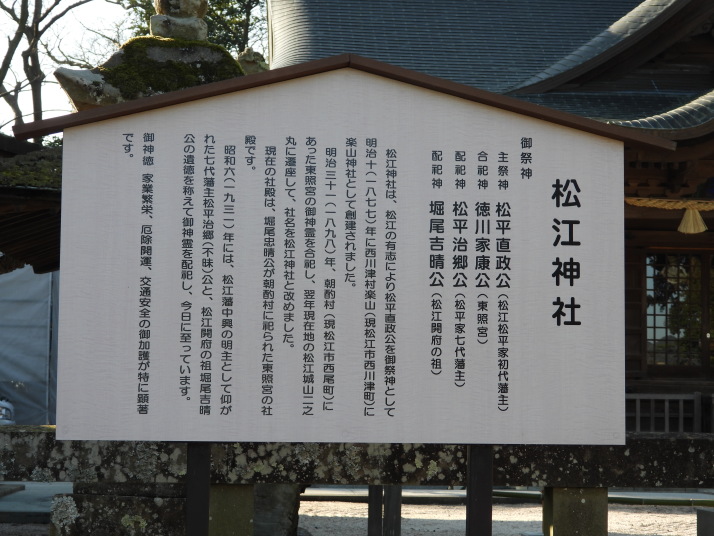 松江神社
御祭神
主祭神 松平直政公（松江松平家初代藩主）
合祀神 徳川家康公（東照宮）
配祀神 松平治郷公（松平家七代藩主）
配祀神 堀尾吉晴公（松江開府の祖）
松江神社は、松江の有志により松平直政公を御祭神として
明治十（一八七七）年に西川津村楽山（現松江市西川津町）に
楽山神社として創建されました。
明治三十一（一八九八）年、朝酌村（現松江市西尾町）に
あった東照宮の御神霊を合祀し、翌年現在地の松江城山二之
丸に遷座して、社名を松江神社と改めました。
現在の社殿は、堀尾忠晴公が朝酌村に祀られた東照宮の社
殿です。
昭和六（一九三一）年には、松江藩中興の明主として仰が
れた七代藩主松平治郷（不昧）公と、松江開府の祖堀尾吉晴
公の遺徳を称えて御神霊を配祀し、今日に至っています。
御神徳 家業繁栄、厄除開運、交通安全の御加護が特に顕著
です。